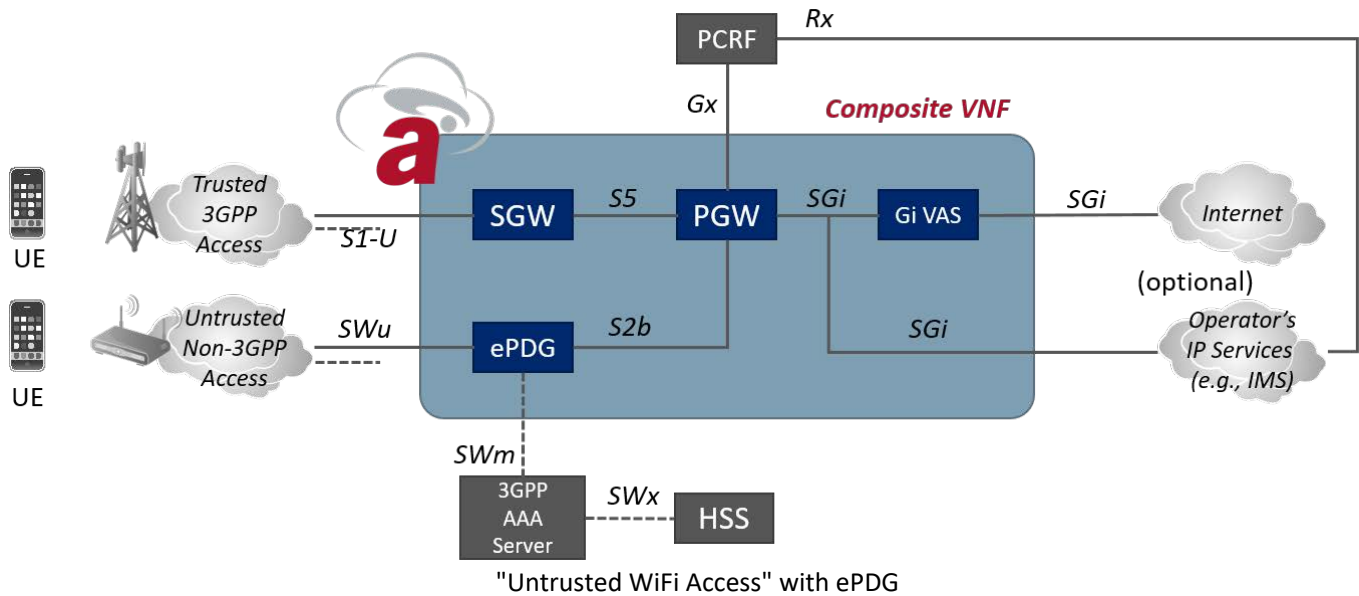 Rx
PCRF
Gx
Composite VNF
a
Trusted
3GPP
Access
S1-U
SGW
S5
PGW
SGi
Gi VAS
SGi
Internet
UE
(optional)
Untrusted
Non-3GPP
Access
SWu
ePDG
S2b
SGi
Operator's
IP Services
(e.g., IMS)
UE
SWm
3GPP
AAA
Server
SWx
HSS
"Untrusted WiFi Access" with ePDG